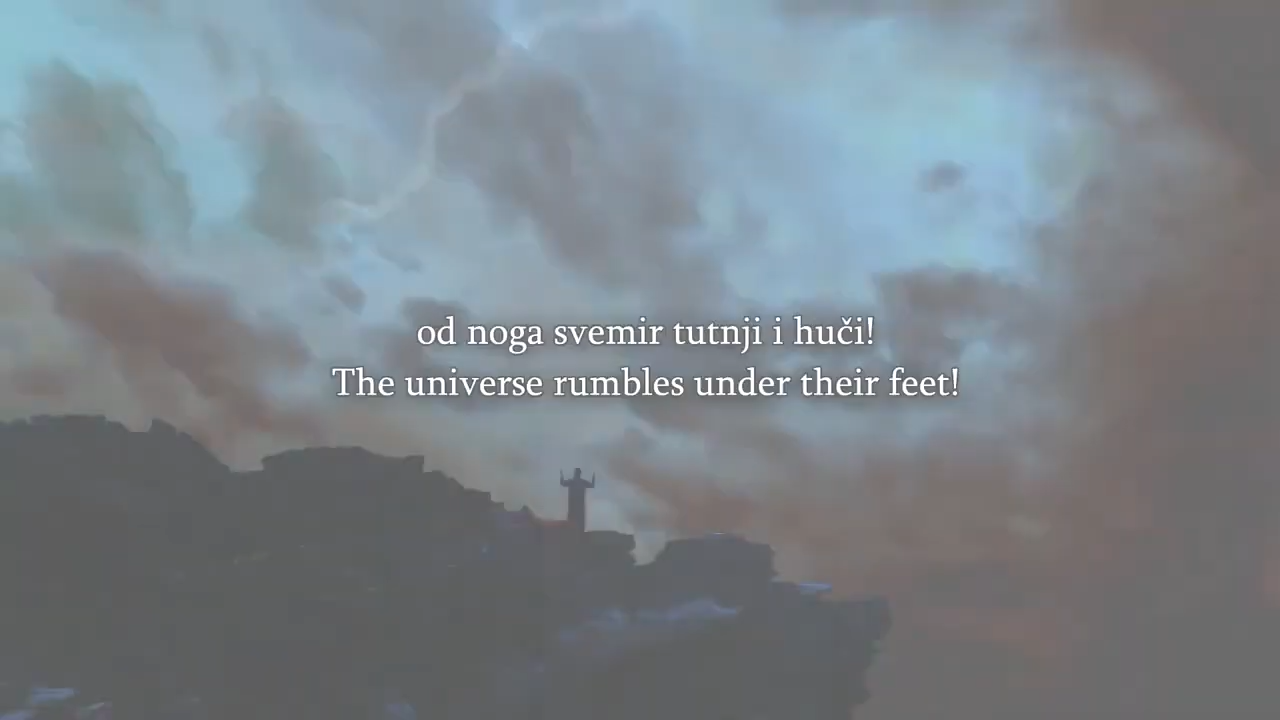 od noga svemir tutnji i huči!
The universe rumbles under their feet!